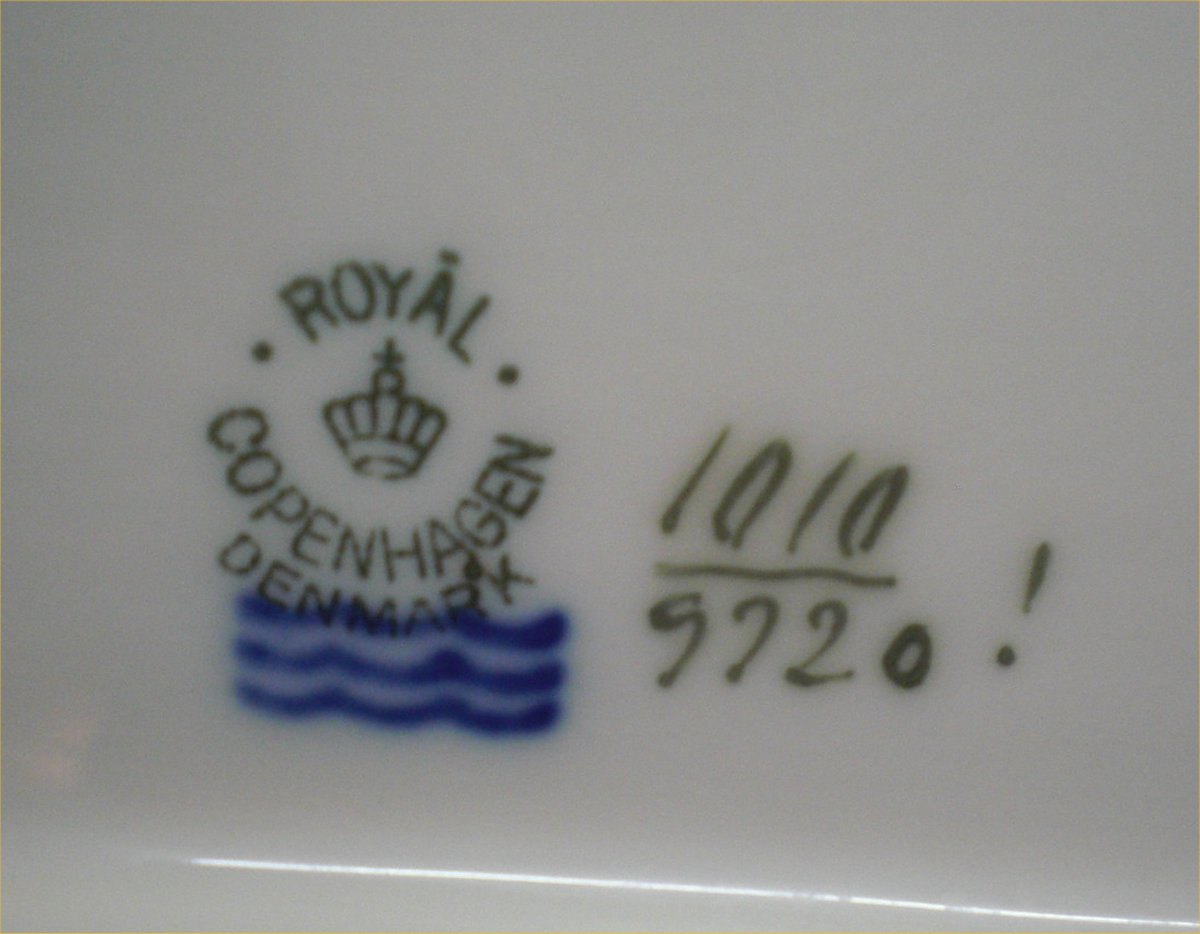 ROYAL
COPENHAGEN
DENMARK
1010
9720 !